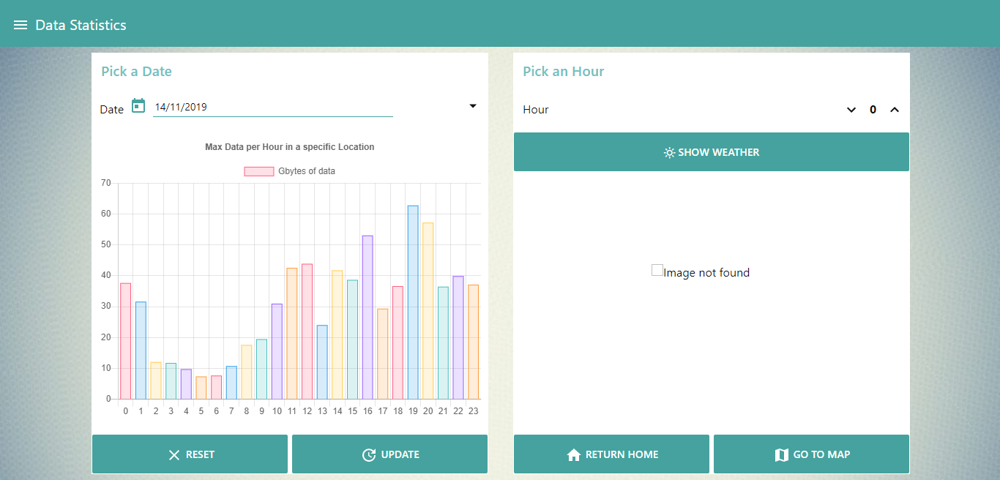 Data Statistics
Pick a Date
Date 14/11/2019
Max Data per Hour in a specific Location
Gbytes of data
70
60
50
40
30
20
10
0
0 1 2 3 4 5 6 7 8 9 10 11 12 13 14 15 16 17 18 19 20 21 22 23
RESET UPDATE
Pick an Hour
Hour 0
SHOW WEATHER
Image not found
RETURN HOME GO TO MAP